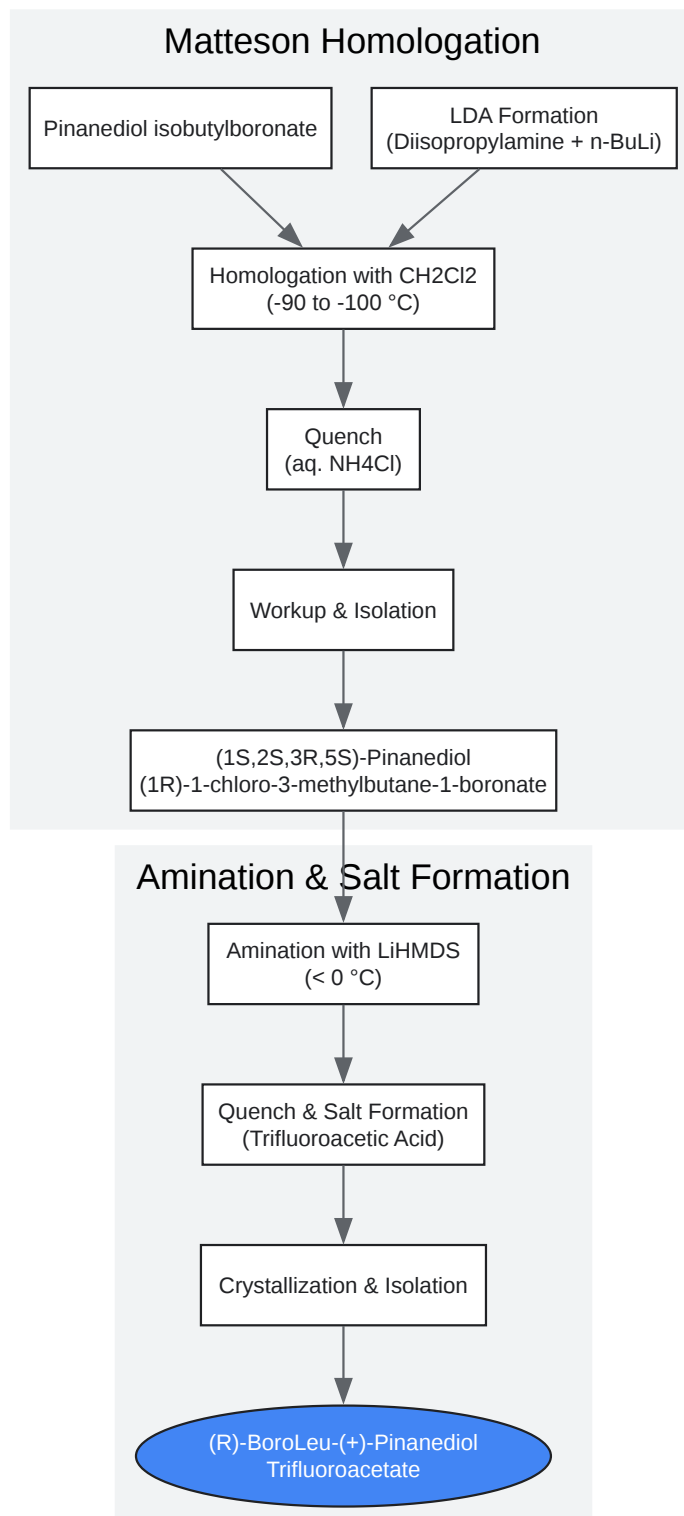 Matteson Homologation
Pinanediol isobutylboronate
LDA Formation
(Diisopropylamine + n-BuLi)
Homologation with CH2Cl2
(-90 to -100 °C)
Quench
(aq. NH4Cl)
Workup & Isolation
(1S,2S,3R,5S)-Pinanediol
(1R)-1-chloro-3-methylbutane-1-boronate
Amination & Salt Formation
Amination with LiHMDS
(< 0 °C)
Quench & Salt Formation
(Trifluoroacetic Acid)
Crystallization & Isolation
(R)-BoroLeu-(+)-Pinanediol
Trifluoroacetate